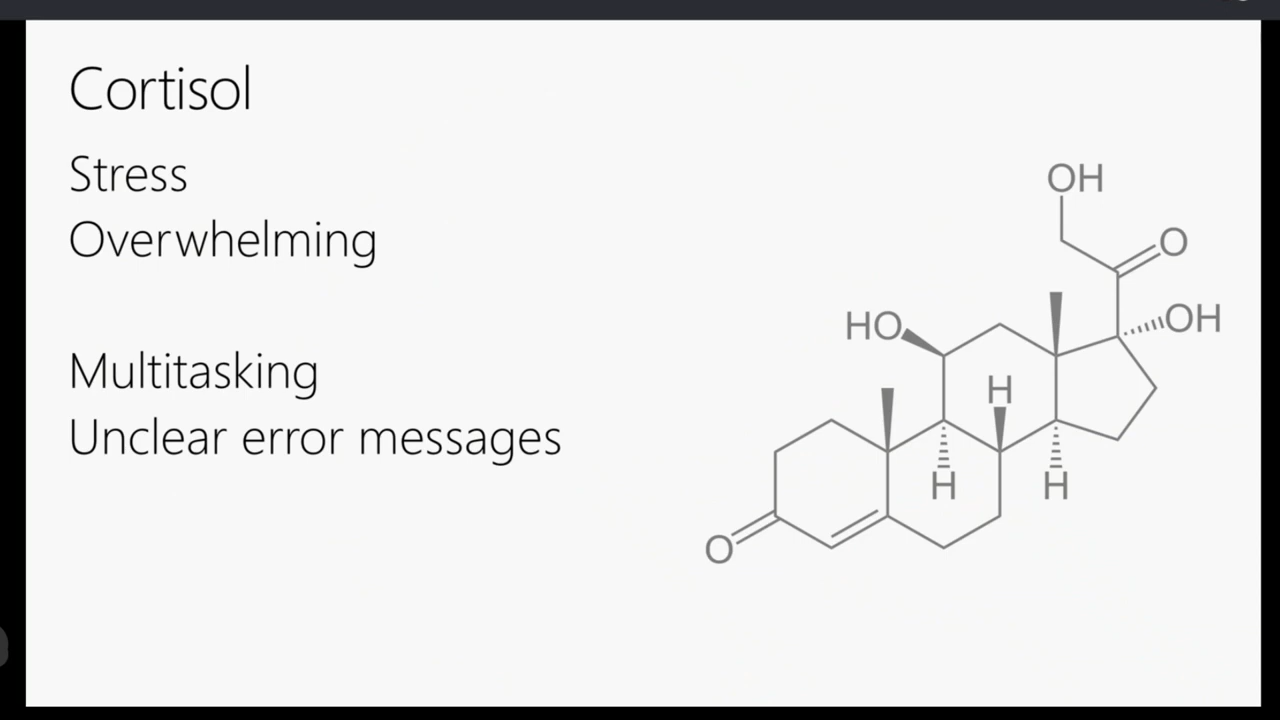 Cortisol
Stress
Overwhelming
Multitasking
Unclear error messages
OH
O
HO
OH
H
H
H
O